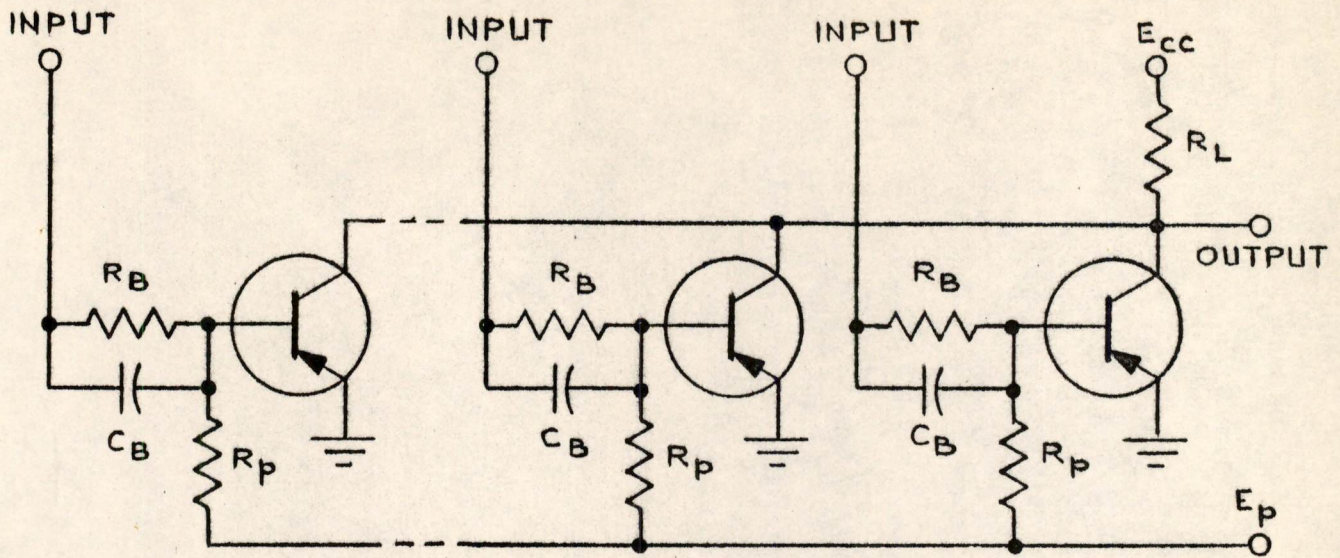 INPUT
INPUT
INPUT
Ecc
RL
OUTPUT
RB
RB
RB
CB
CB
CB
Rp
Rp
Rp
Ep